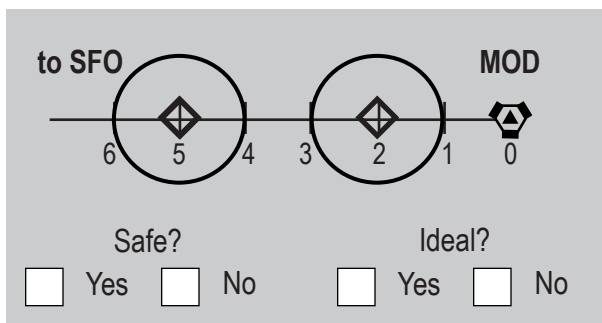 to SFO MOD
6 5 4 3 2 1 0
Safe? Ideal?
Yes No Yes No